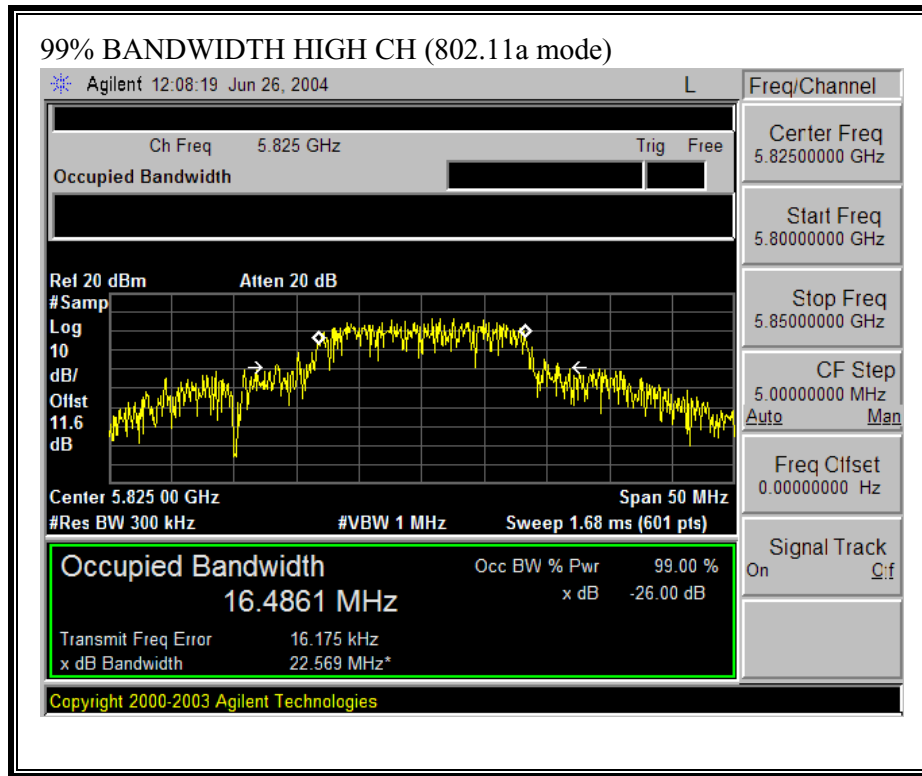 99% BANDWIDTH HIGH CH (802.11a mode)
Agilent 12:08:19 Jun 26, 2004 L
Freq/Channel
Ch Freq 5.825 GHz Trig Free
Occupied Bandwidth
Center Freq
5.82500000 GHz
Start Freq
5.80000000 GHz
Stop Freq
5.85000000 GHz
CF Step
5.00000000 MHz
Auto Man
Freq Offset
0.00000000 Hz
Signal Track
On Off
Ref 20 dBm Atten 20 dB
#Samp
Log
10
dB/
Offst
11.6
dB
Center 5.825 00 GHz Span 50 MHz
#Res BW 300 kHz #VBW 1 MHz Sweep 1.68 ms (601 pts)
Occupied Bandwidth Occ BW % Pwr 99.00 %
16.4861 MHz x dB -26.00 dB
Transmit Freq Error 16.175 kHz
x dB Bandwidth 22.569 MHz*
Copyright 2000-2003 Agilent Technologies